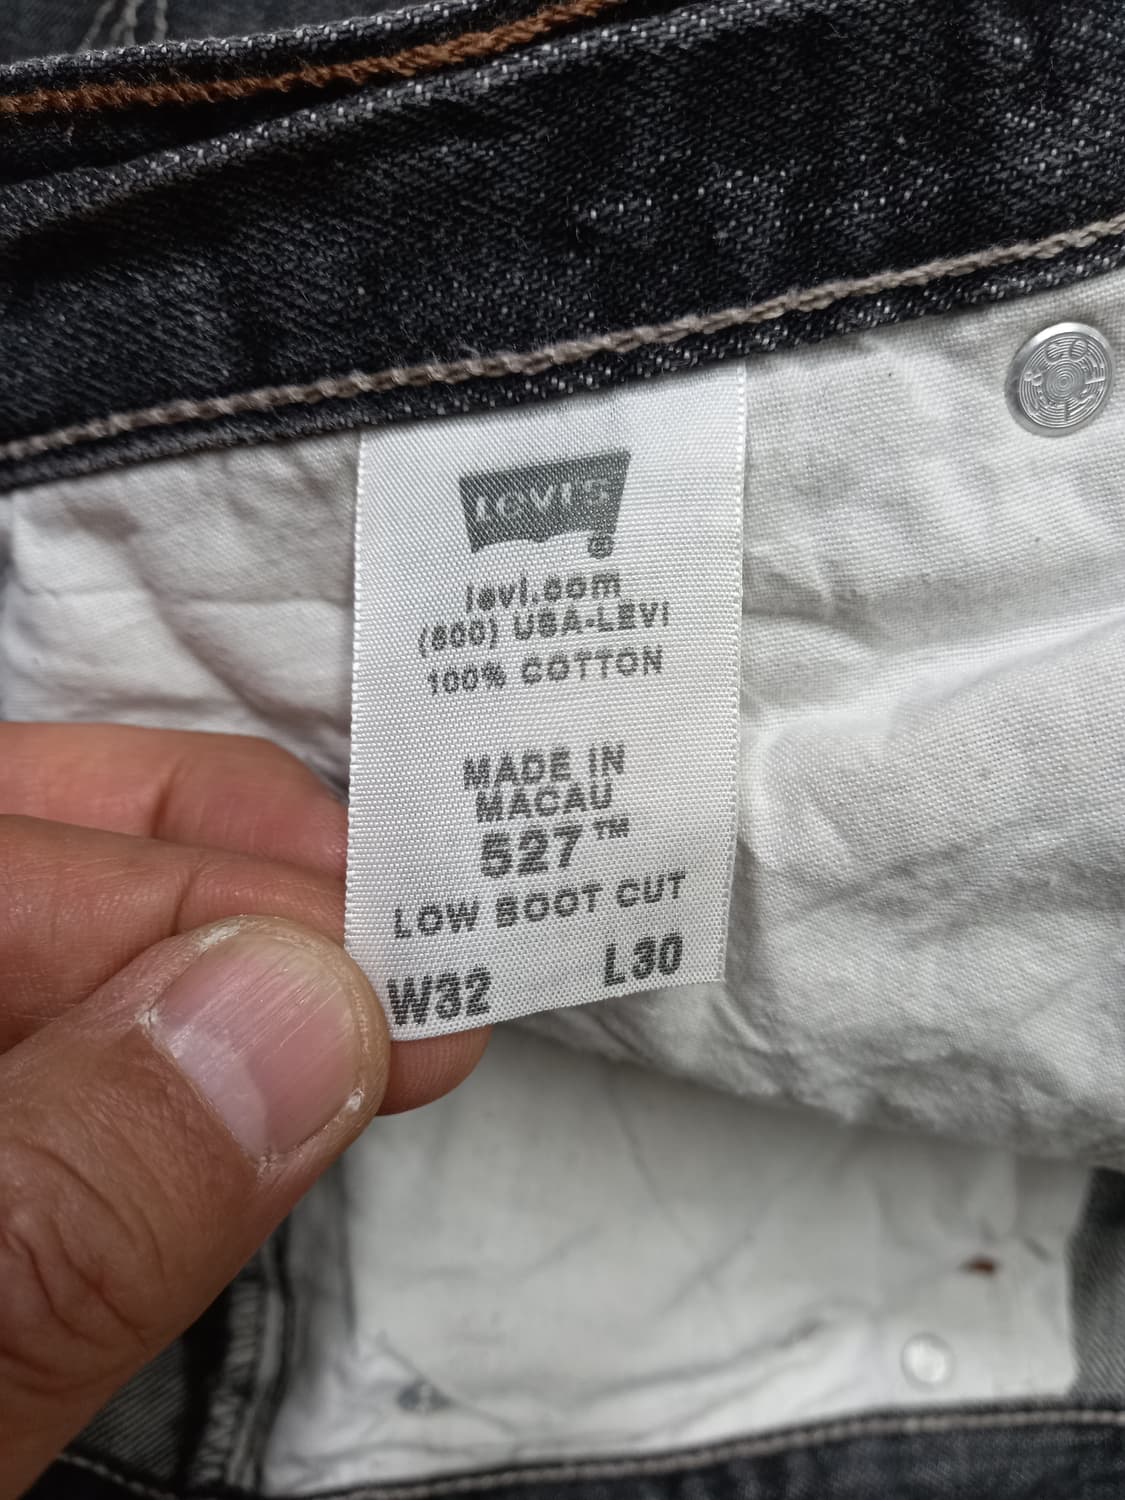 Levi's
®
levi.com
(800) USA-LEVI
100% COTTON
MADE IN
MACAU
527™
LOW BOOT CUT
W32 L30